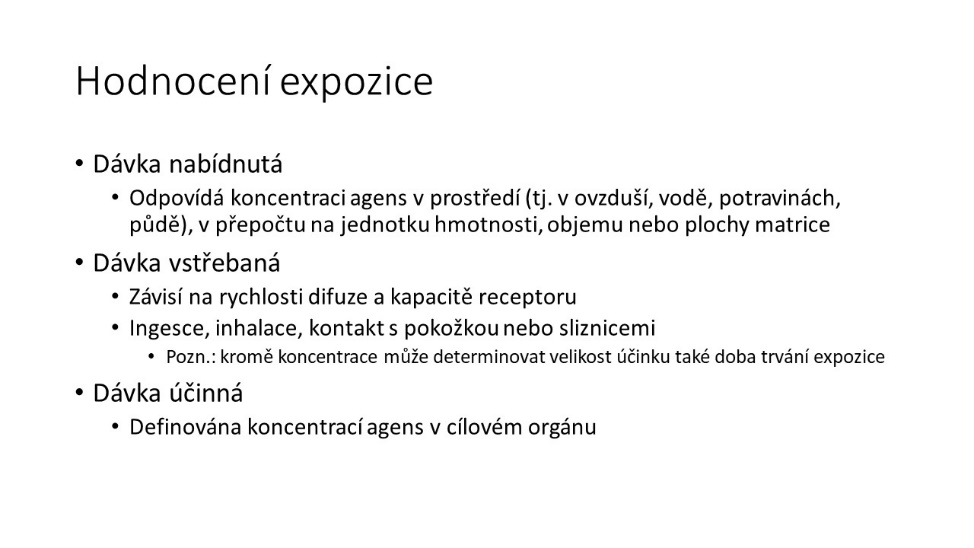 Hodnocení expozice
• Dávka nabídnutá
• Odpovídá koncentraci agens v prostředí (tj. v ovzduší, vodě, potravinách,
půdě), v přepočtu na jednotku hmotnosti, objemu nebo plochy matrice
• Dávka vstřebaná
• Závisí na rychlosti difuze a kapacitě receptoru
• Ingesce, inhalace, kontakt s pokožkou nebo sliznicemi
• Pozn.: kromě koncentrace může determinovat velikost účinku také doba trvání expozice
• Dávka účinná
• Definována koncentrací agens v cílovém orgánu